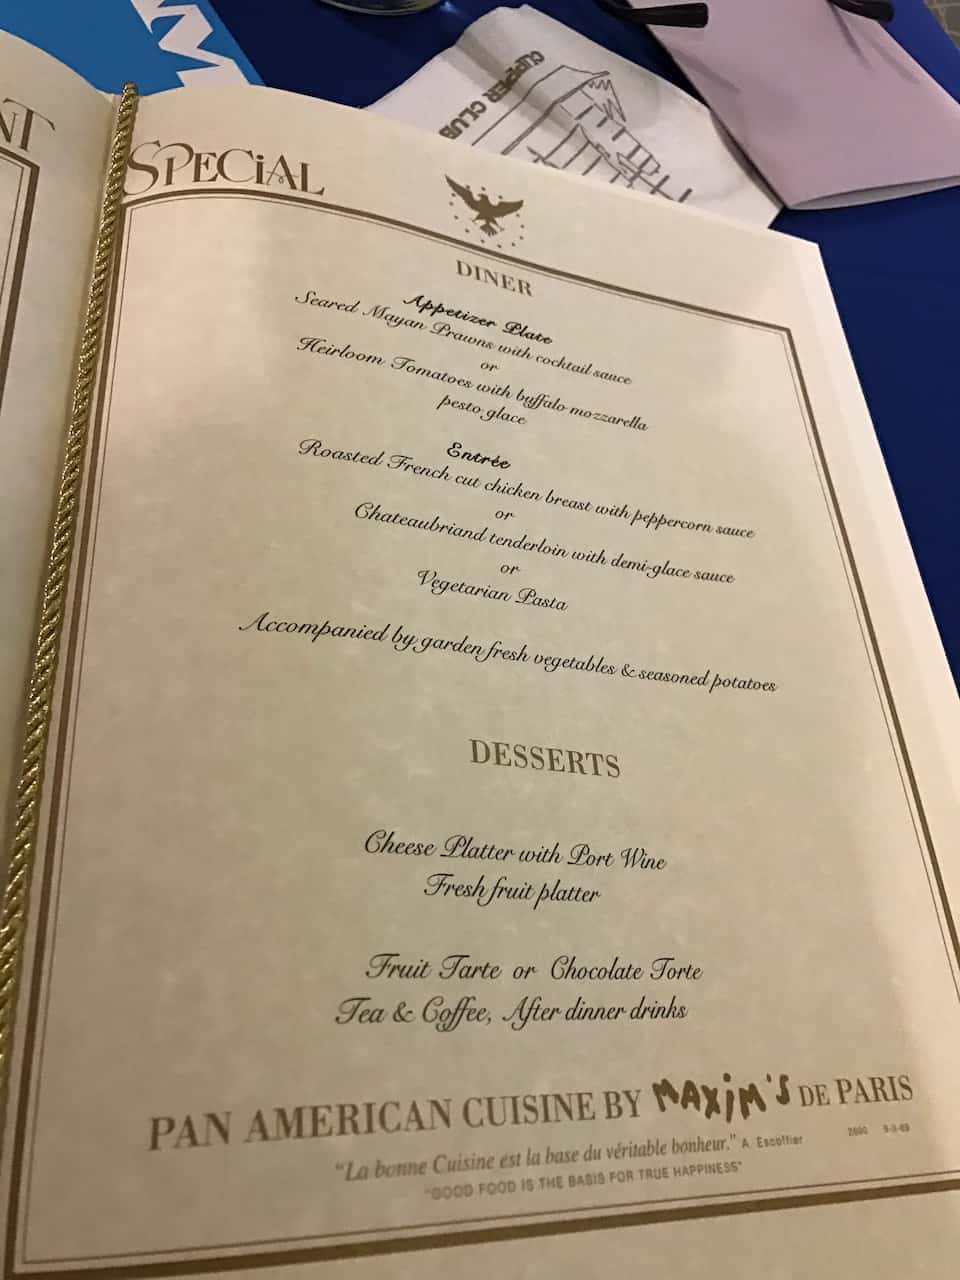 CLIPPER CLUB
NT
SPECiAL
DINER
Appetizer Plate
Seared Mayan Prawns with cocktail sauce
or
Heirloom Tomatoes with buffalo mozzarella
pesto glace
Entrée
Roasted French cut chicken breast with peppercorn sauce
or
Chateaubriand tenderloin with demi-glace sauce
or
Vegetarian Pasta
Accompanied by garden fresh vegetables & seasoned potatoes
DESSERTS
Cheese Platter with Port Wine
Fresh fruit platter
Fruit Tarte or Chocolate Torte
Tea & Coffee, After dinner drinks
PAN AMERICAN CUISINE BY MAXiM'S DE PARIS
"La bonne Cuisine est la base du véritable bonheur." A. Escoffier
"GOOD FOOD IS THE BASIS FOR TRUE HAPPINESS"